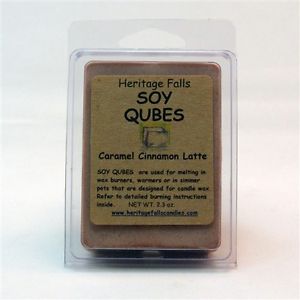 Heritage Falls
SOY
QUBES
Caramel Cinnamon Latte
SOY QUBES are used for melting in
wax burners, warmers or in simmer
pots that are designed for candle wax.
Refer to detailed burning instructions
inside. NET WT. 2.3 oz.
www.heritagefallscandles.com